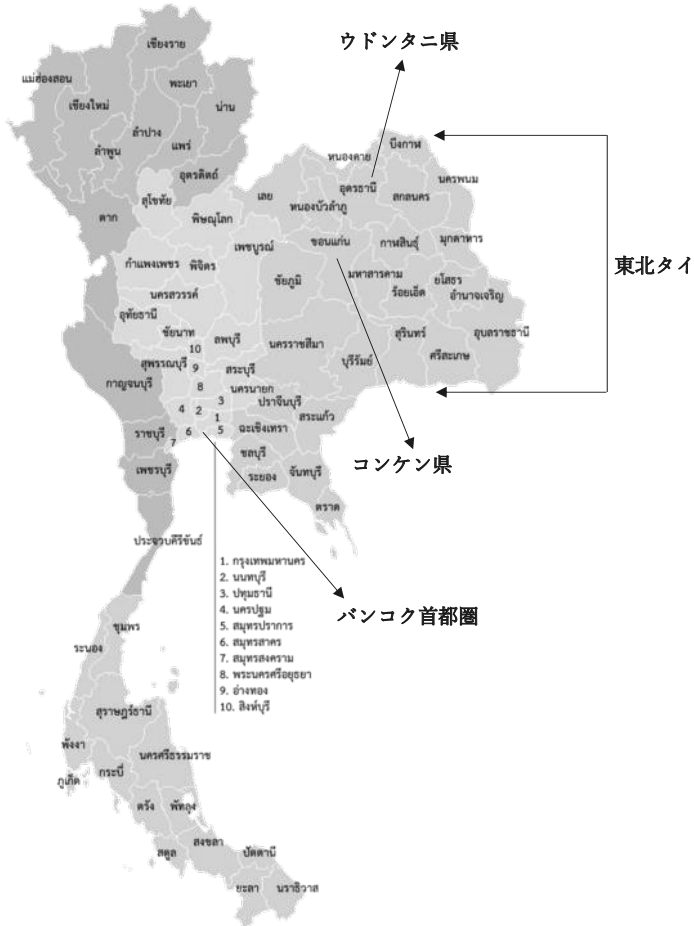 ウドンタニ県
เชียงราย
แม่ฮ่องสอน
พะเยา
เชียงใหม่
น่าน
ลำปาง
แพร่
ลำพูน
บึงกาฬ
หนองคาย
อุตรดิตถ์
นครพนม
เลย
อุดรธานี
สกลนคร
สุโขทัย
หนองบัวลำภู
ตาก
พิษณุโลก
เพชรบูรณ์
ขอนแก่น
กาฬสินธุ์
มุกดาหาร
東北タイ
กำแพงเพชร
พิจิตร
มหาสารคาม
ชัยภูมิ
ยโสธร
ร้อยเอ็ด
อำนาจเจริญ
นครสวรรค์
อุทัยธานี
ชัยนาท
ลพบุรี
นครราชสีมา
สุรินทร์
อุบลราชธานี
10
บุรีรัมย์
ศรีสะเกษ
สุพรรณบุรี
9
สระบุรี
กาญจนบุรี
8
นครนายก
3
ปราจีนบุรี
4
2
1
สระแก้ว
ราชบุรี
6
5
ฉะเชิงเทรา
7
ชลบุรี
コンケン県
เพชรบุรี
ระยอง
จันทบุรี
ตราด
ประจวบคีรีขันธ์
1. กรุงเทพมหานคร
2. นนทบุรี
3. ปทุมธานี
4. นครปฐม
5. สมุทรปราการ
6. สมุทรสาคร
7. สมุทรสงคราม
8. พระนครศรีอยุธยา
9. อ่างทอง
10. สิงห์บุรี
バンコク首都圏
ชุมพร
ระนอง
สุราษฎร์ธานี
พังงา
นครศรีธรรมราช
กระบี่
ภูเก็ต
ตรัง
พัทลุง
สงขลา
สตูล
ปัตตานี
ยะลา
นราธิวาส